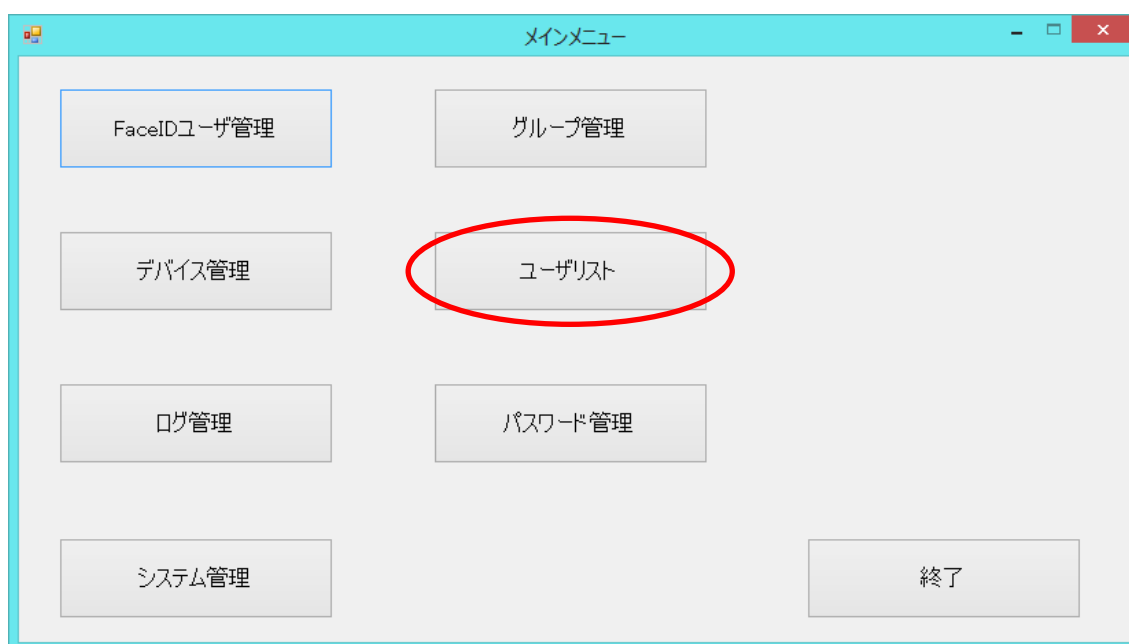 メインメニュー
FaceIDユーザ管理
グループ管理
デバイス管理
ユーザリスト
ログ管理
パスワード管理
システム管理
終了